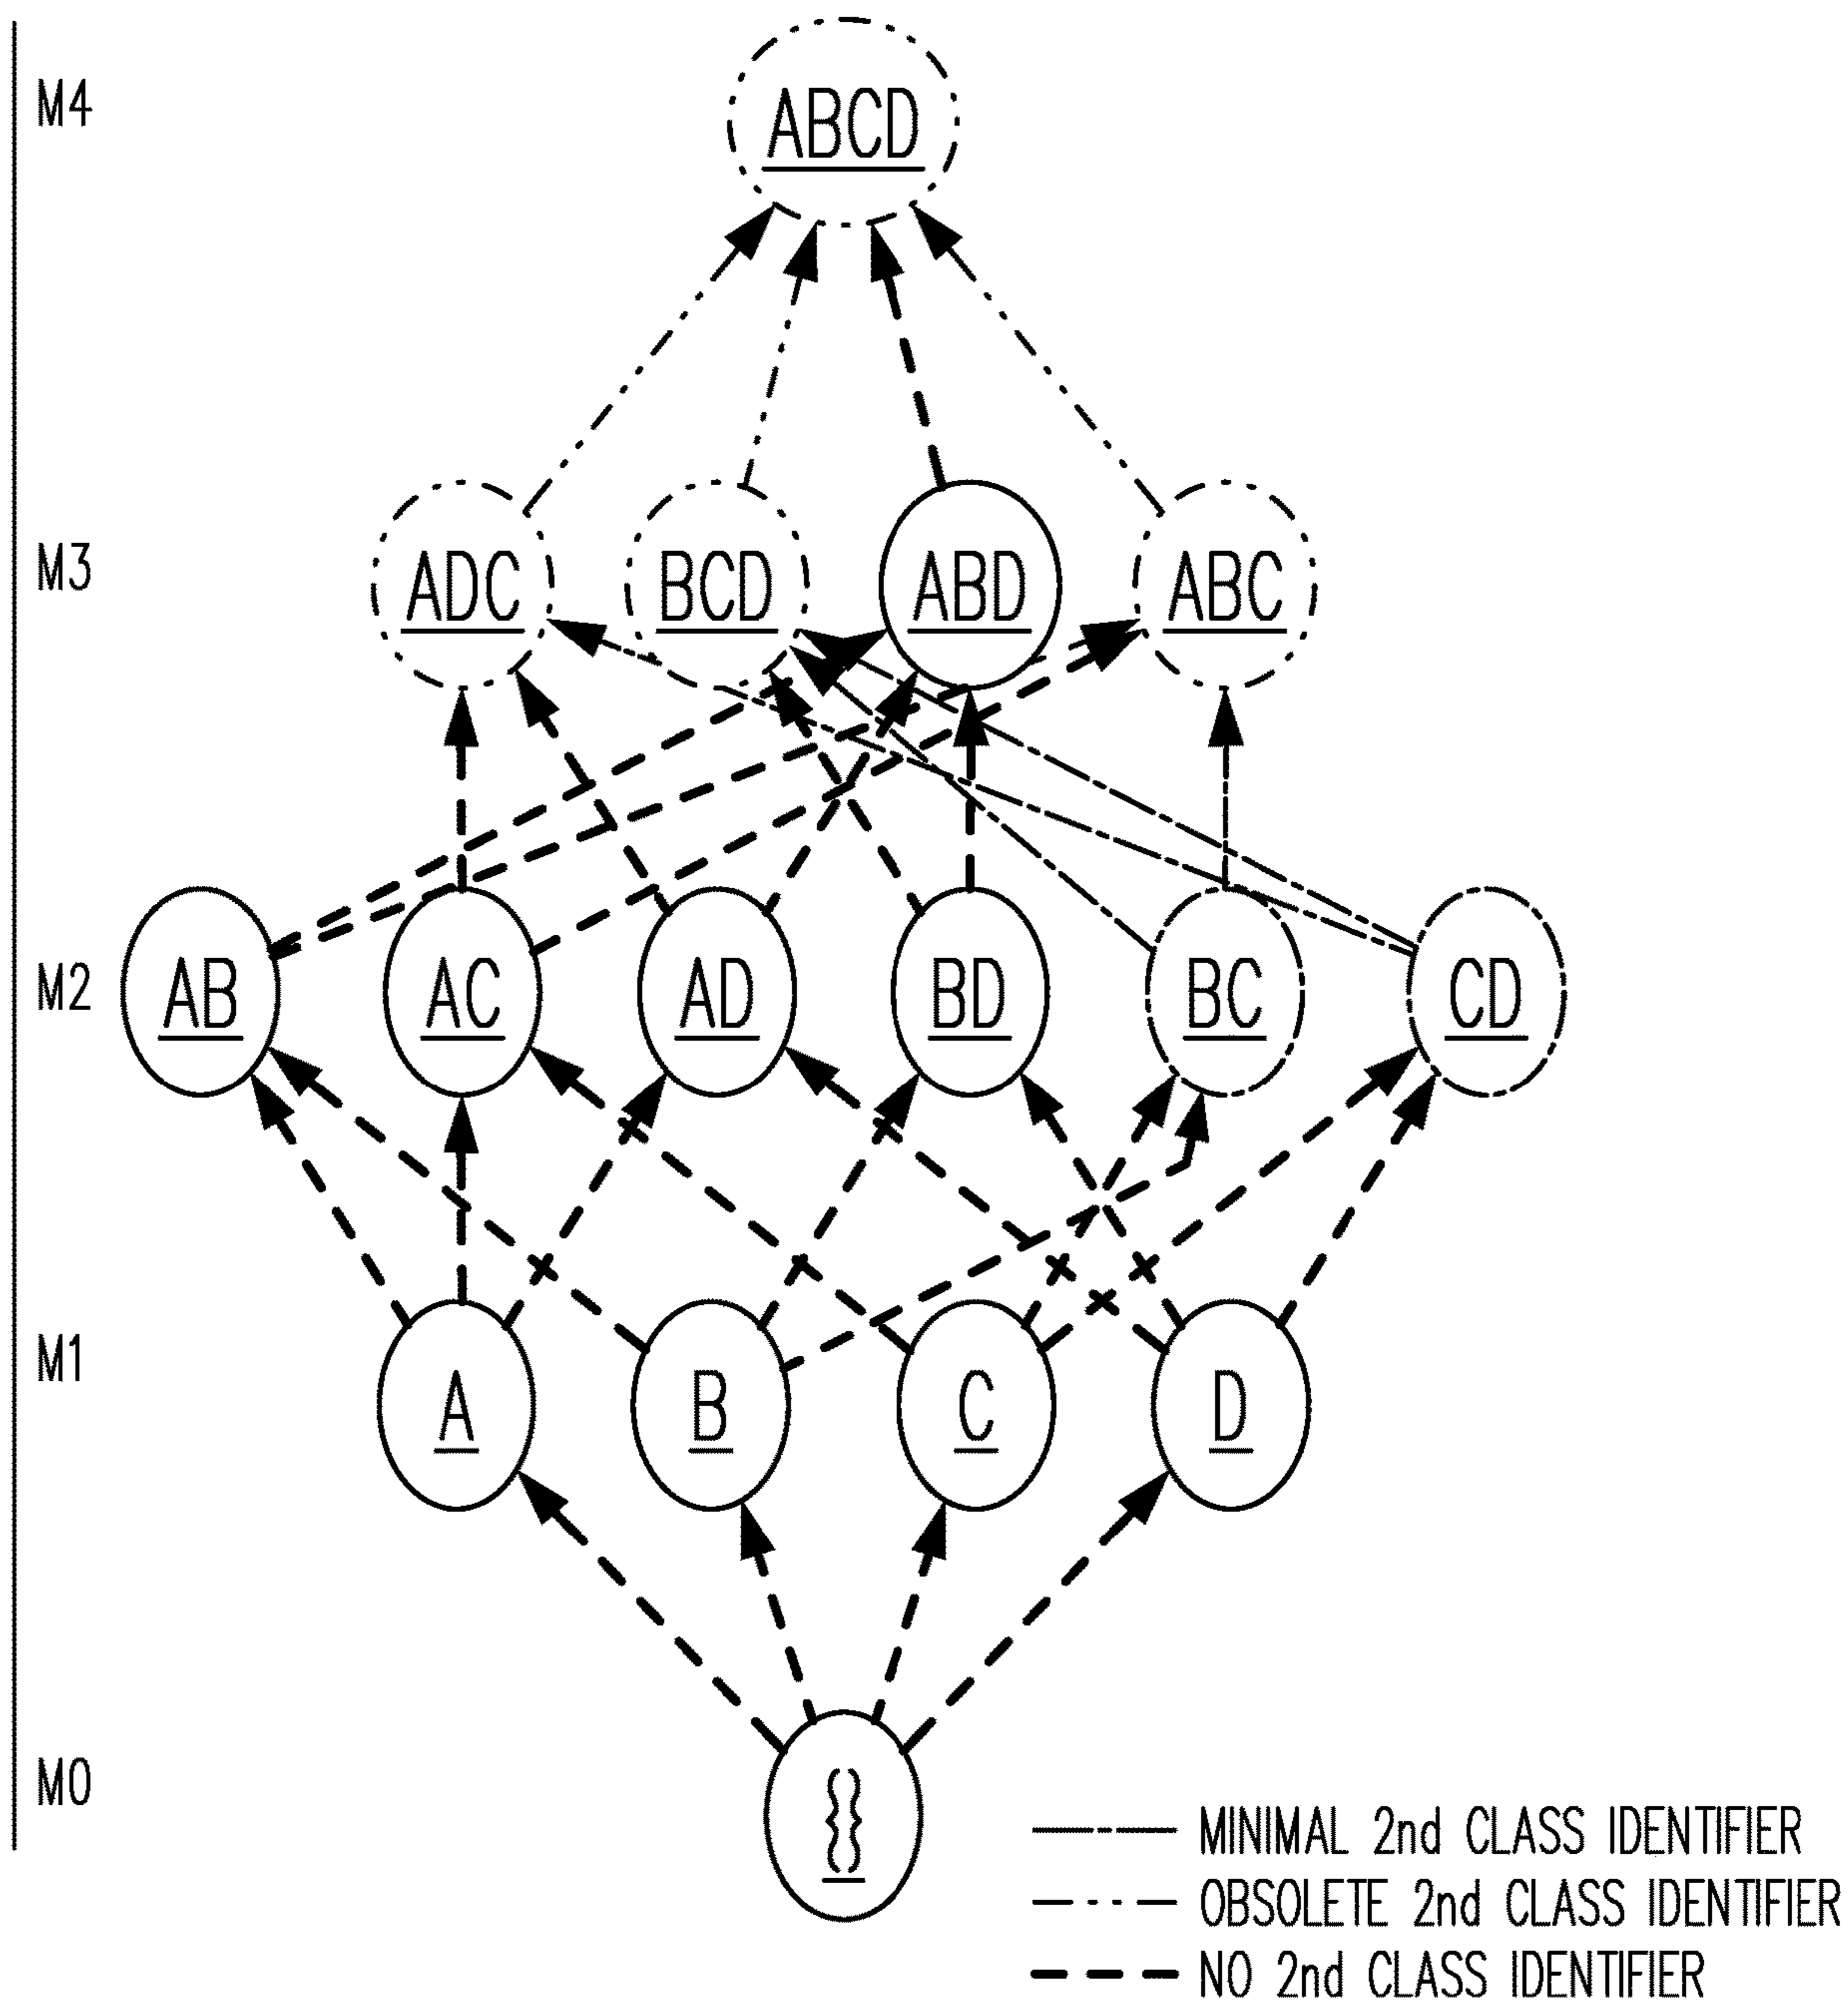 M4
ABCD
M3
ADC BCD ABD ABC
M2
AB AC AD BD BC CD
M1
A B C D
M0
{}
MINIMAL 2nd CLASS IDENTIFIER
OBSOLETE 2nd CLASS IDENTIFIER
NO 2nd CLASS IDENTIFIER